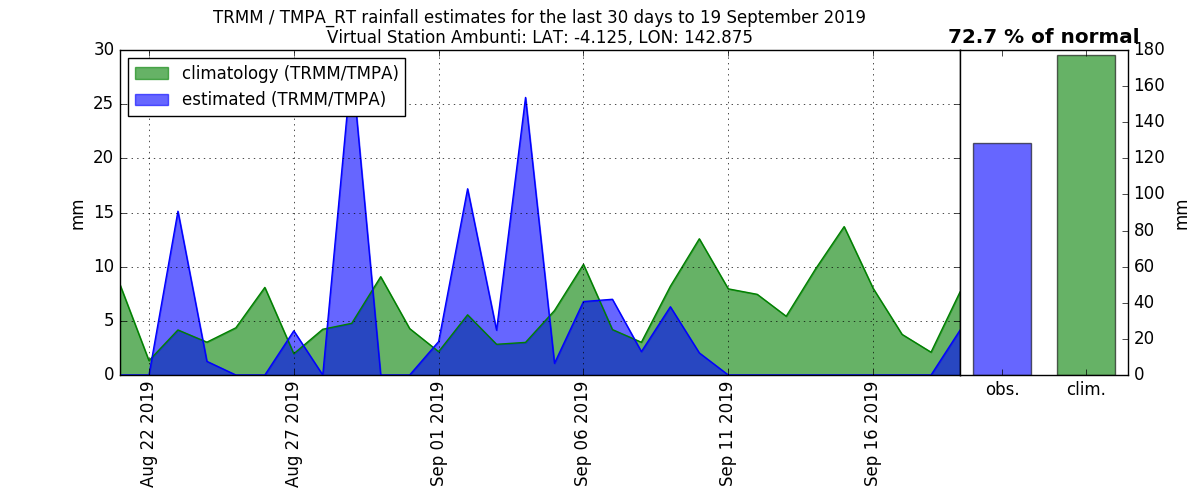 TRMM / TMPA_RT rainfall estimates for the last 30 days to 19 September 2019
Virtual Station Ambunti: LAT: -4.125, LON: 142.875
72.7 % of normal
climatology (TRMM/TMPA)
estimated (TRMM/TMPA)
30
25
20
15
10
5
0
mm
Aug 22 2019
Aug 27 2019
Sep 01 2019
Sep 06 2019
Sep 11 2019
Sep 16 2019
180
160
140
120
100
80
60
40
20
0
mm
obs.
clim.